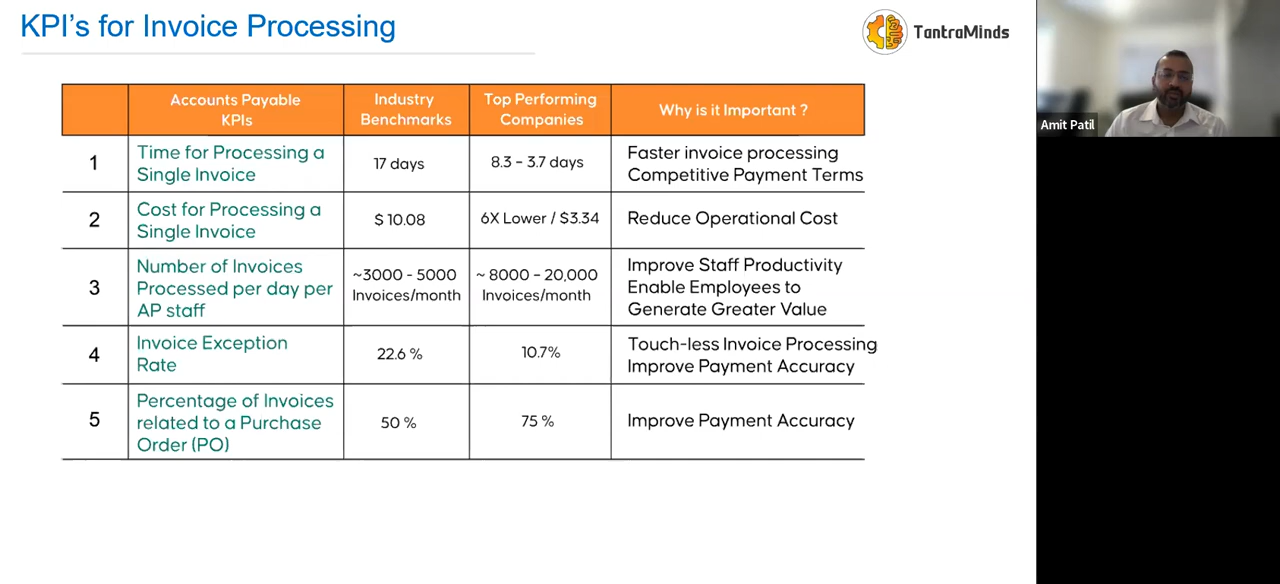 KPI's for Invoice Processing
TantraMinds
Amit Patil
Accounts Payable
KPIs
Industry
Benchmarks
Top Performing
Companies
Why is it Important ?
1
Time for Processing a
Single Invoice
17 days
8.3 – 3.7 days
Faster invoice processing
Competitive Payment Terms
2
Cost for Processing a
Single Invoice
$ 10.08
6X Lower / $3.34
Reduce Operational Cost
3
Number of Invoices
Processed per day per
AP staff
~3000 - 5000
Invoices/month
~ 8000 – 20,000
Invoices/month
Improve Staff Productivity
Enable Employees to
Generate Greater Value
4
Invoice Exception
Rate
22.6 %
10.7%
Touch-less Invoice Processing
Improve Payment Accuracy
5
Percentage of Invoices
related to a Purchase
Order (PO)
50 %
75 %
Improve Payment Accuracy